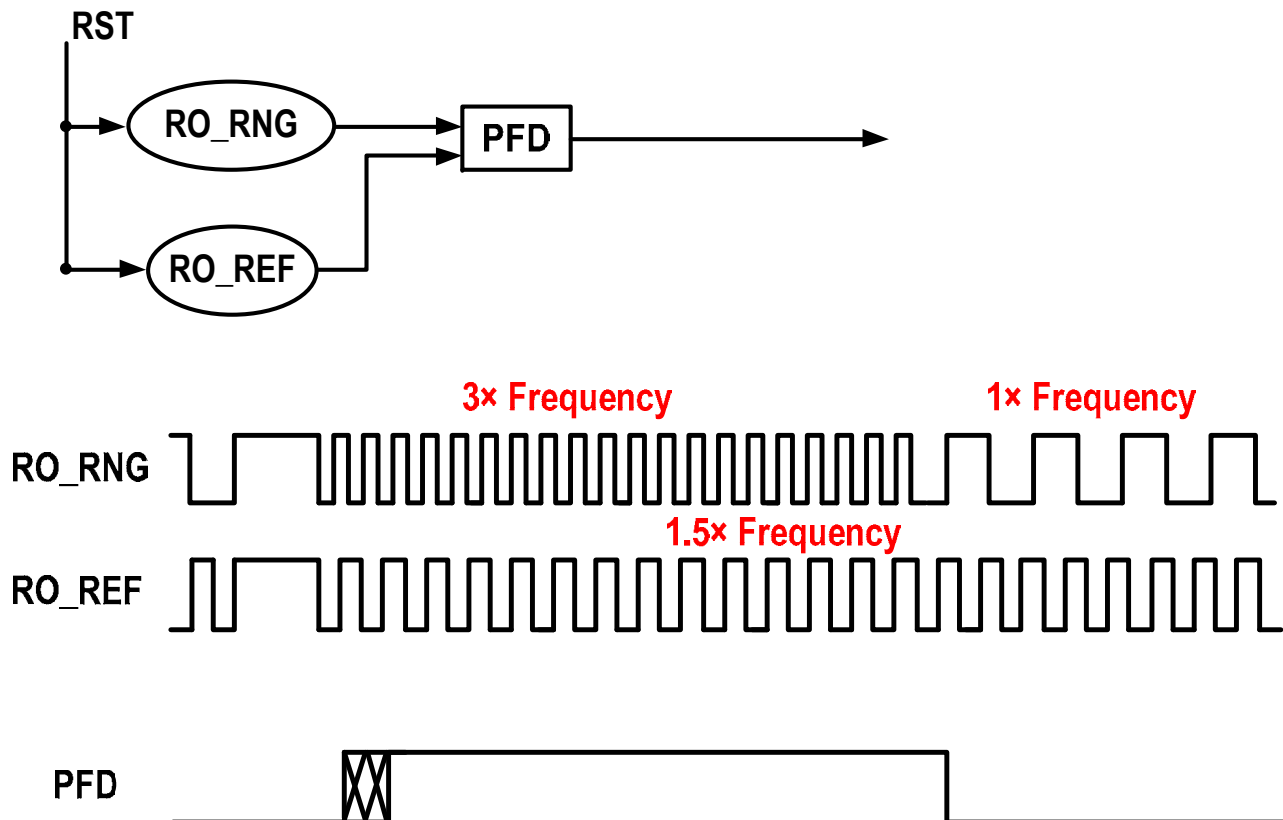 RST
RO_RNG
PFD
RO_REF
3× Frequency
1× Frequency
RO_RNG
1.5× Frequency
RO_REF
PFD